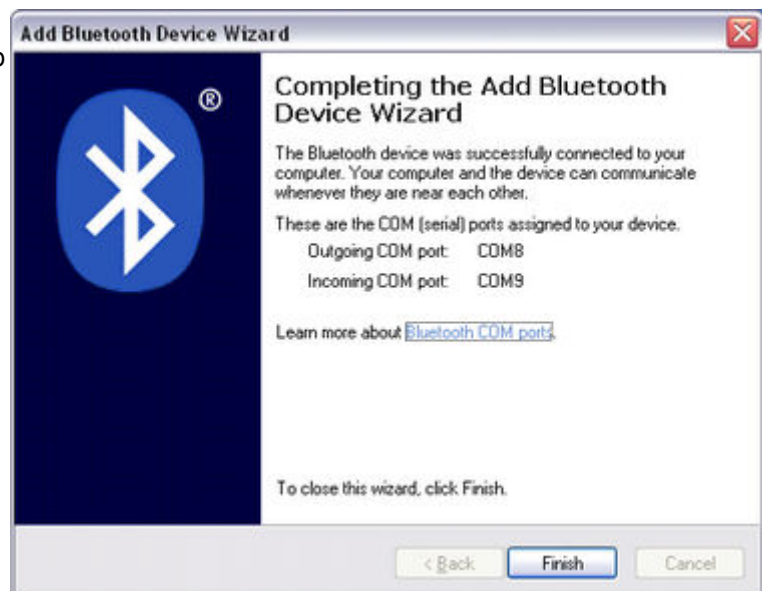 Add Bluetooth Device Wizard
®
Completing the Add Bluetooth
Device Wizard
The Bluetooth device was successfully connected to your
computer. Your computer and the device can communicate
whenever they are near each other.
These are the COM (serial) ports assigned to your device.
Outgoing COM port: COM8
Incoming COM port: COM9
Learn more about Bluetooth COM ports.
To close this wizard, click Finish.
< Back Finish Cancel